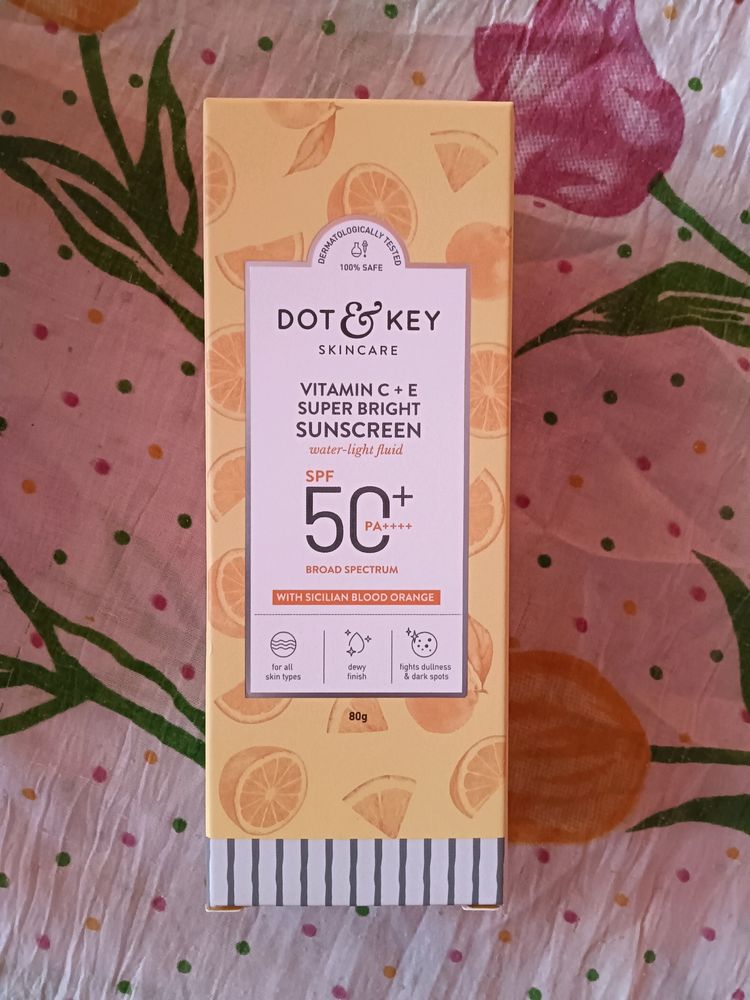 DERMATOLOGICALLY TESTED
100% SAFE
DOT & KEY
SKINCARE
VITAMIN C + E
SUPER BRIGHT
SUNSCREEN
water-light fluid
SPF
50+
PA++++
BROAD SPECTRUM
WITH SICILIAN BLOOD ORANGE
for all
skin types
dewy
finish
fights dullness
& dark spots
80g